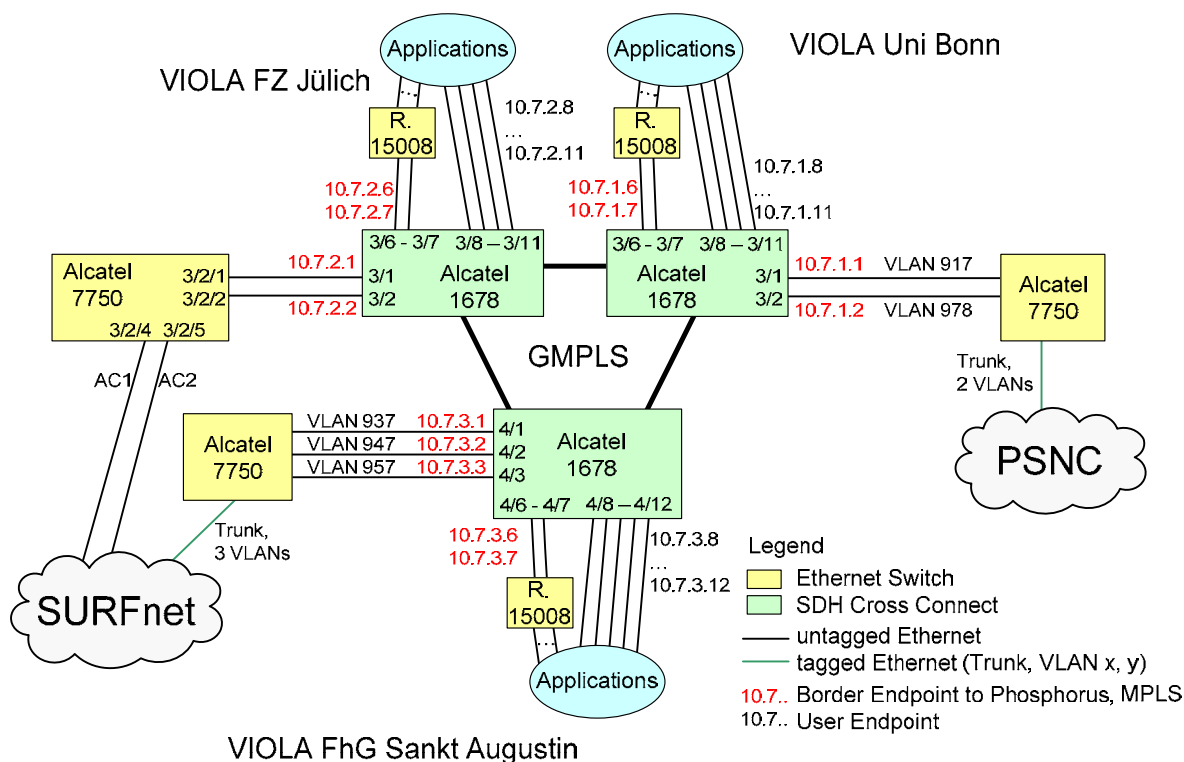 Applications
Applications
VIOLA Uni Bonn
VIOLA FZ Jülich
R.
15008
10.7.2.8
...
10.7.2.11
R.
15008
10.7.1.8
...
10.7.1.11
10.7.2.6
10.7.2.7
10.7.1.6
10.7.1.7
3/6 - 3/7 3/8 – 3/11
3/6 - 3/7 3/8 – 3/11
Alcatel
7750
3/2/1
3/2/2
3/2/4 3/2/5
10.7.2.1
10.7.2.2
3/1
3/2
Alcatel
1678
Alcatel
1678
3/1
3/2
10.7.1.1
10.7.1.2
VLAN 917
VLAN 978
Alcatel
7750
GMPLS
AC1
AC2
Trunk,
2 VLANs
PSNC
Alcatel
7750
VLAN 937
VLAN 947
VLAN 957
10.7.3.1
10.7.3.2
10.7.3.3
4/1
4/2
4/3
Alcatel
1678
4/6 - 4/7 4/8 – 4/12
Trunk,
3 VLANs
SURFnet
10.7.3.6
10.7.3.7
10.7.3.8
...
10.7.3.12
R.
15008
Applications
VIOLA FhG Sankt Augustin
Legend
Ethernet Switch
SDH Cross Connect
untagged Ethernet
tagged Ethernet (Trunk, VLAN x, y)
10.7.. Border Endpoint to Phosphorus, MPLS
10.7.. User Endpoint